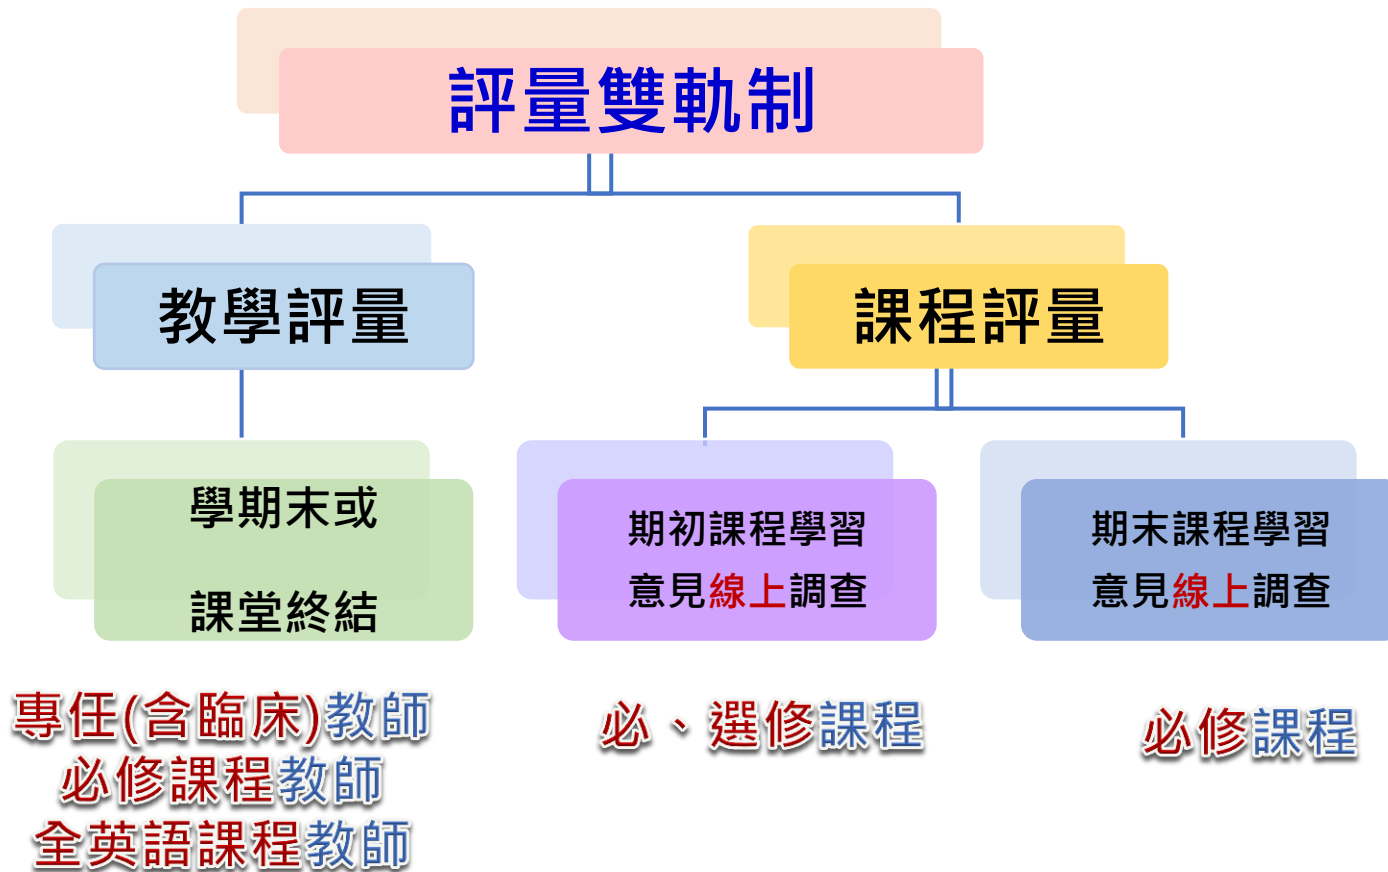 評量雙軌制
教學評量
課程評量
學期末或
課堂終結
期初課程學習
意見線上調查
期末課程學習
意見線上調查
專任(含臨床)教師
必修課程教師
全英語課程教師
必、選修課程
必修課程